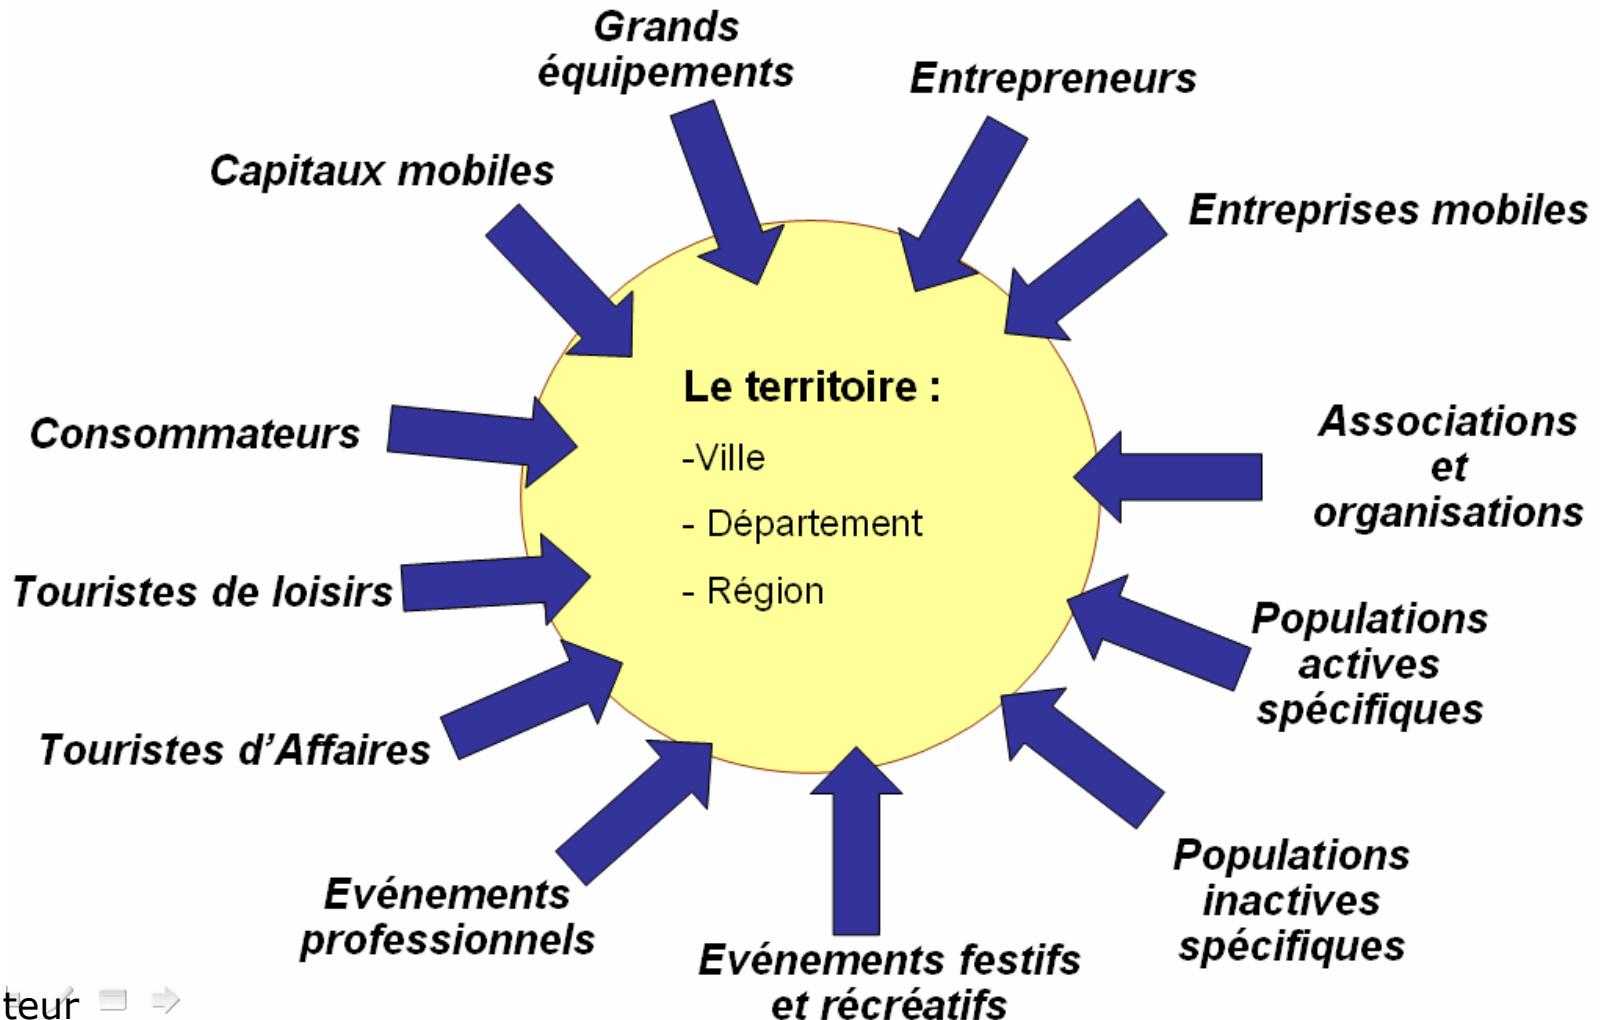 Grands
équipements
Entrepreneurs
Capitaux mobiles
Entreprises mobiles
Le territoire :
-Ville
- Département
- Région
Consommateurs
Associations
et
organisations
Touristes de loisirs
Populations
actives
spécifiques
Touristes d’Affaires
Populations
inactives
spécifiques
Evénements
professionnels
Evénements festifs
et récréatifs
teur